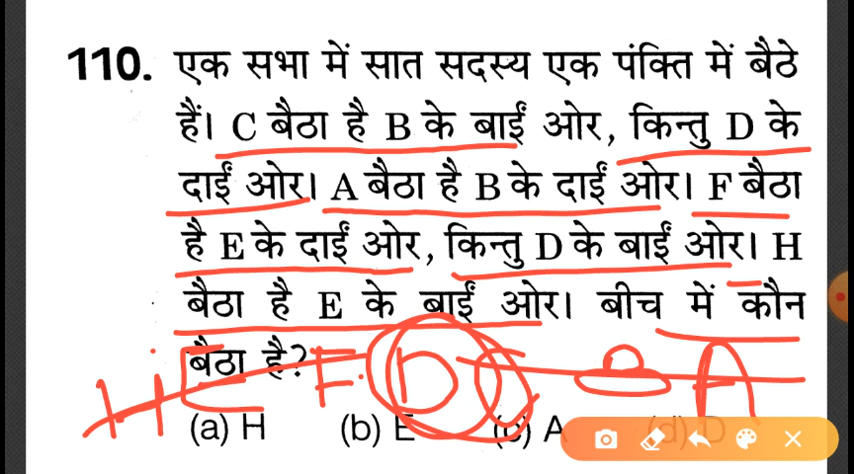 110. एक सभा में सात सदस्य एक पंक्ति में बैठे
हैं। C बैठा है B के बाईं ओर, किन्तु D के
दाईं ओर। A बैठा है B के दाईं ओर। F बैठा
है E के दाईं ओर, किन्तु D के बाईं ओर। H
बैठा है E के बाईं ओर। बीच में कौन
बैठा है?
H E F. D C B A
(a) H (b) E (c) A (d) D